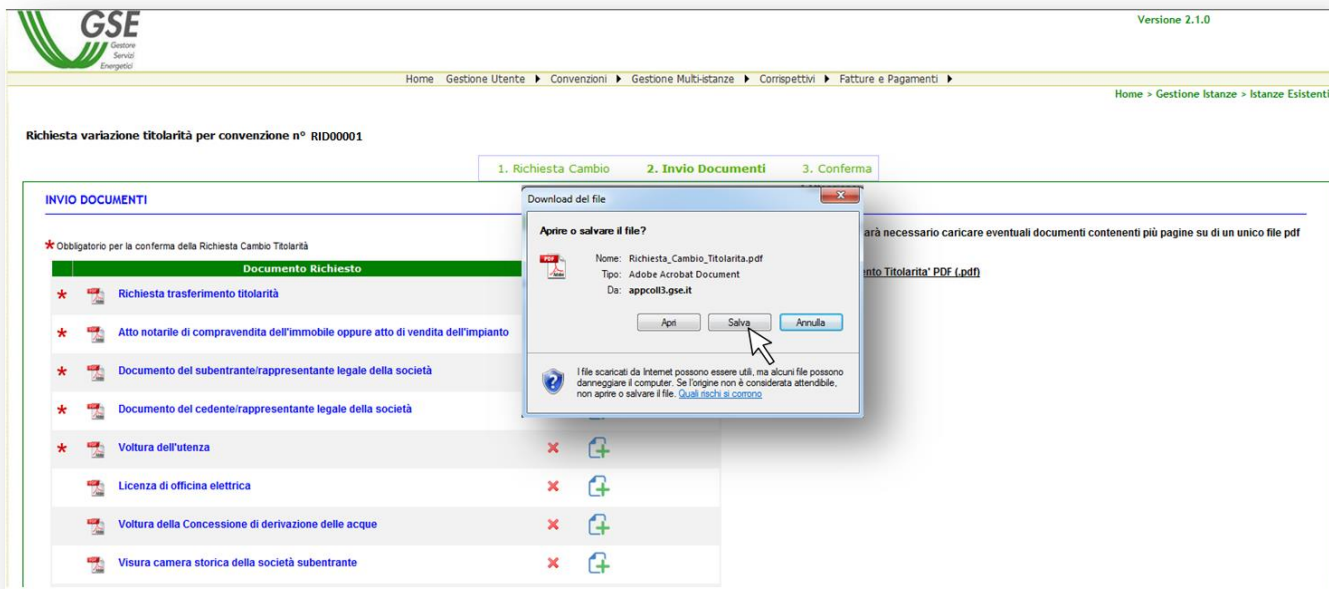 GSE
Gestore
Servizi
Energetici
Versione 2.1.0
Home Gestione Utente Convenzioni Gestione Multi-istanze Corrispettivi Fatture e Pagamenti
Home > Gestione Istanze > Istanze Esistenti
Richiesta variazione titolarità per convenzione n° RID00001
1. Richiesta Cambio 2. Invio Documenti 3. Conferma
INVIO DOCUMENTI
* Obbligatorio per la conferma della Richiesta Cambio Titolarità
arà necessario caricare eventuali documenti contenenti più pagine su di un unico file pdf
nto Titolarita' PDF (.pdf)
Documento Richiesto
* Richiesta trasferimento titolarità
* Atto notarile di compravendita dell'immobile oppure atto di vendita dell'impianto
* Documento del subentrante/rappresentante legale della società
* Documento del cedente/rappresentante legale della società
* Voltura dell'utenza
Licenza di officina elettrica
Voltura della Concessione di derivazione delle acque
Visura camera storica della società subentrante
Download del file
Aprire o salvare il file?
Nome: Richiesta_Cambio_Titolarita.pdf
Tipo: Adobe Acrobat Document
Da: appcoll3.gse.it
Apri Salva Annulla
I file scaricati da Internet possono essere utili, ma alcuni file possono
danneggiare il computer. Se l'origine non è considerata attendibile,
non aprire o salvare il file. Quali rischi si corrono